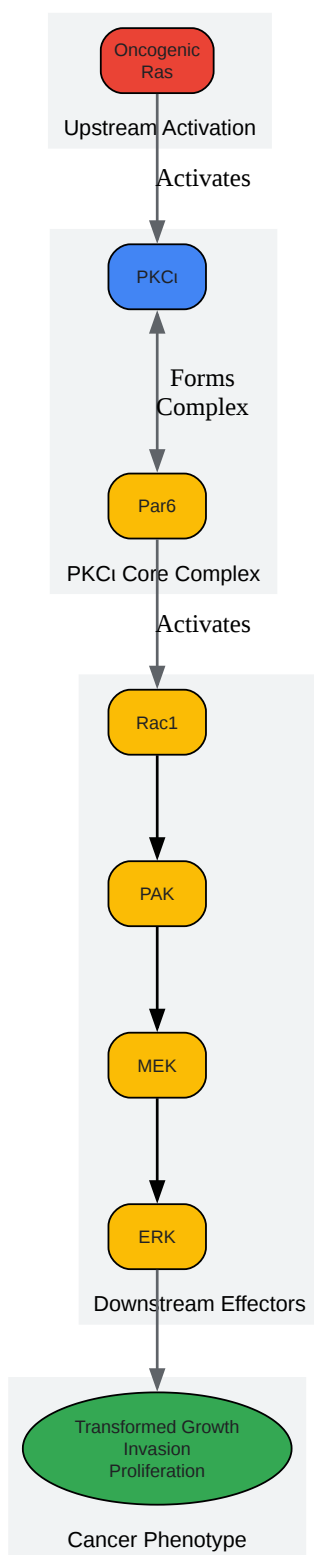 Oncogenic
Ras
Upstream Activation
Activates
PKCι
Forms
Complex
Par6
PKCι Core Complex
Activates
Rac1
PAK
MEK
ERK
Downstream Effectors
Transformed Growth
Invasion
Proliferation
Cancer Phenotype